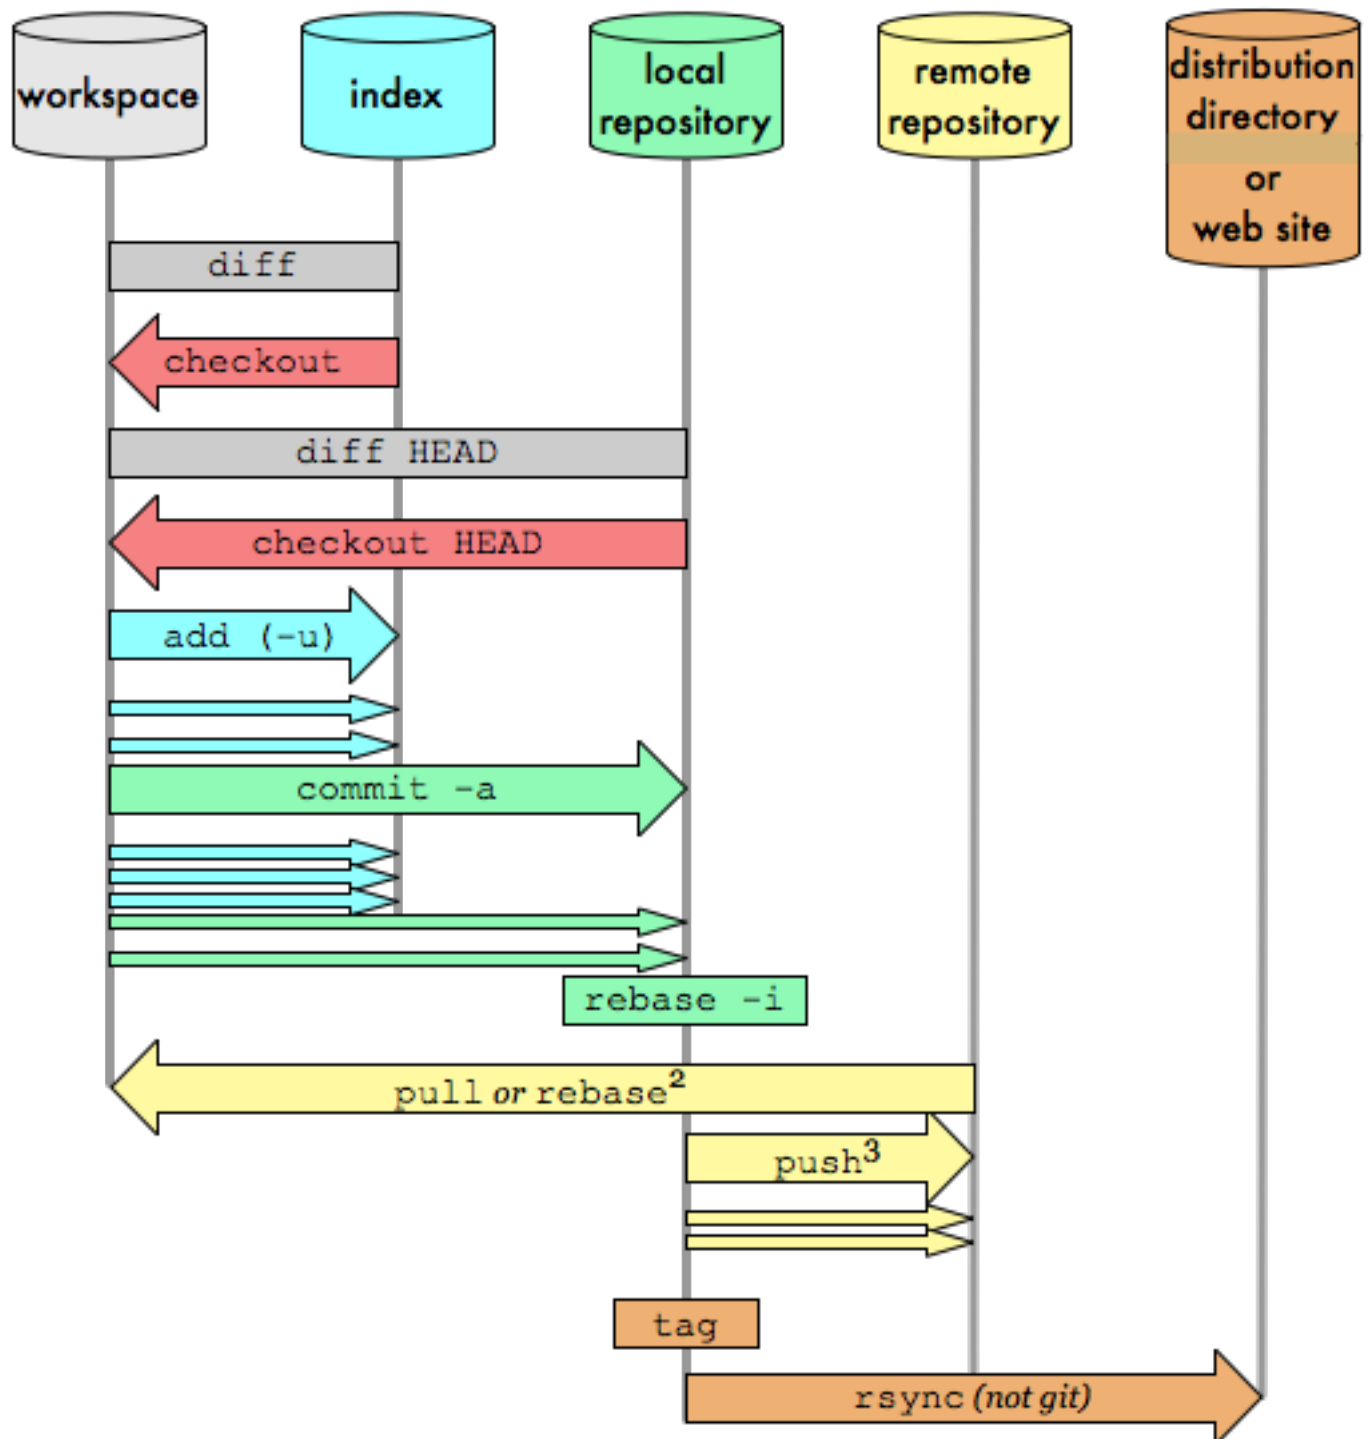 workspace
index
local
repository
remote
repository
distribution
directory
or
web site
diff
checkout
diff HEAD
checkout HEAD
add (-u)
commit -a
rebase -i
pull or rebase²
push³
tag
rsync (not git)